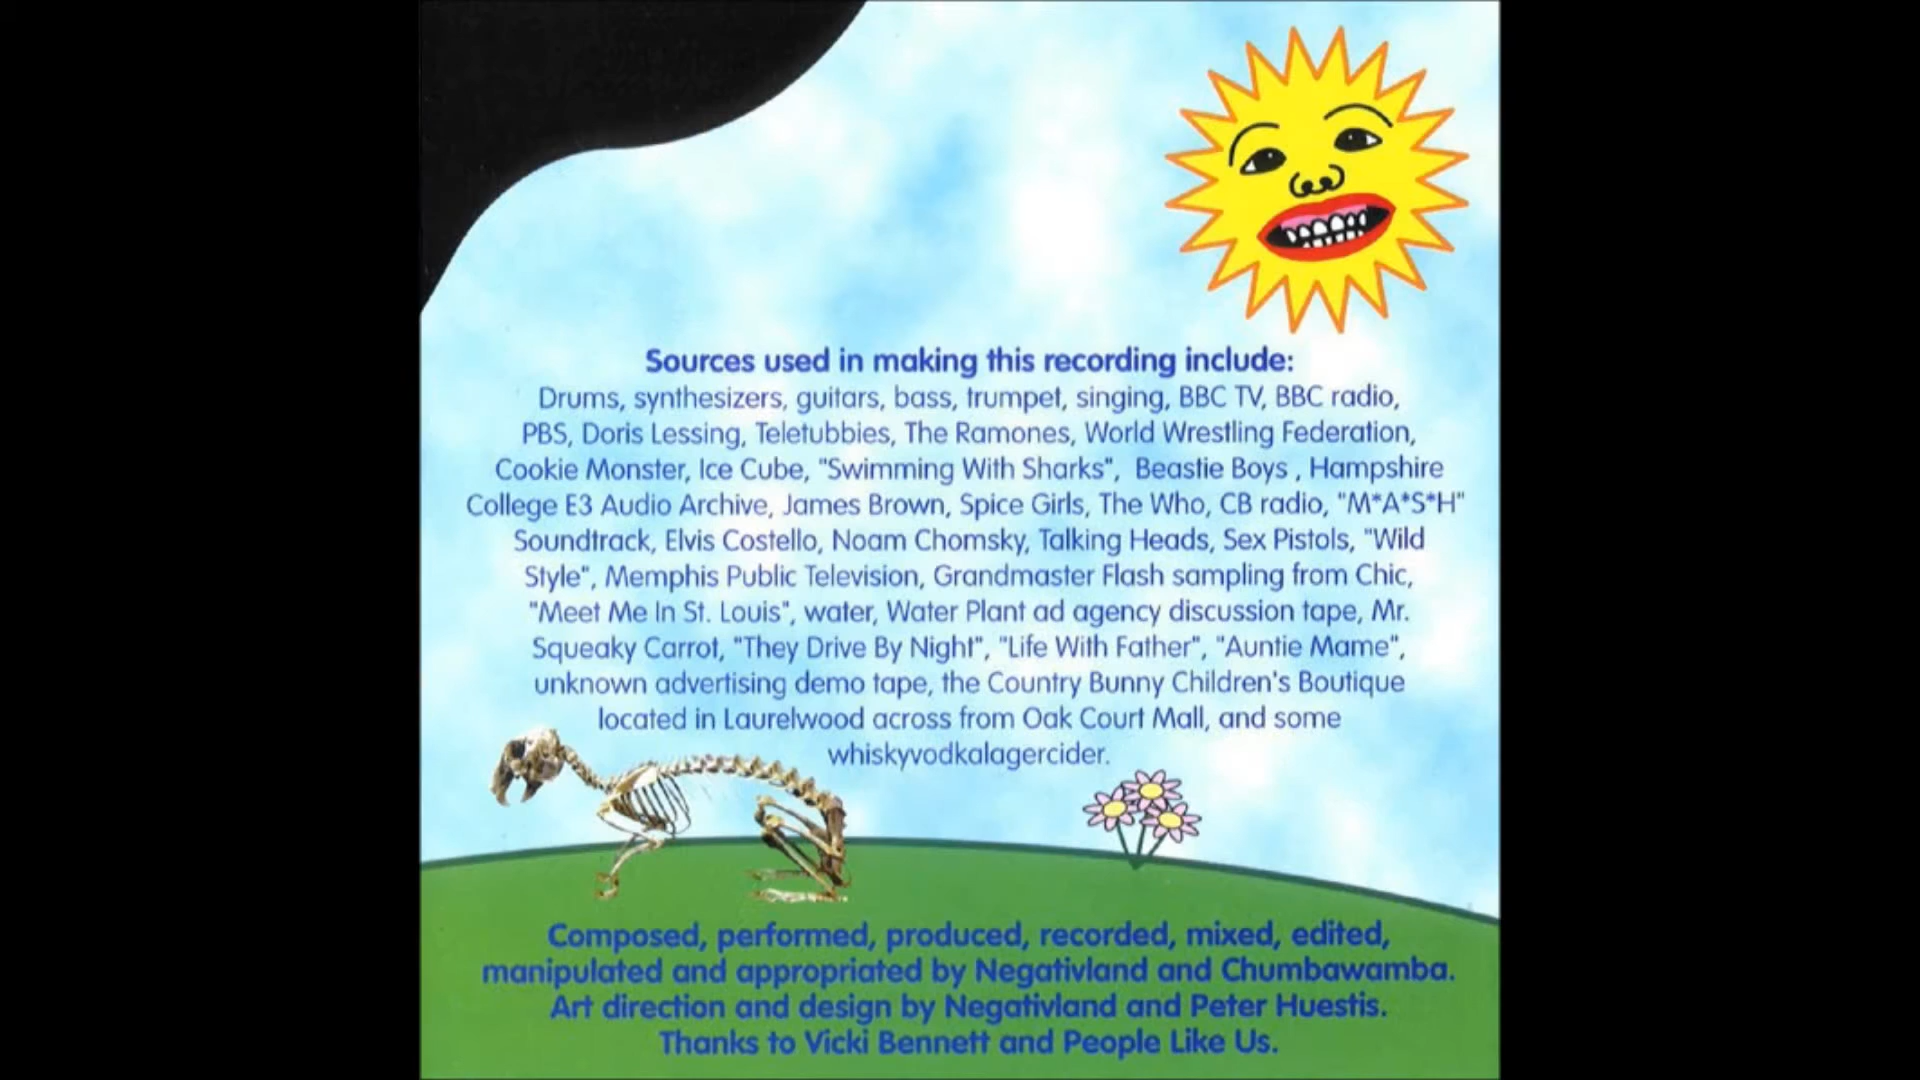 Sources used in making this recording include:
Drums, synthesizers, guitars, bass, trumpet, singing, BBC TV, BBC radio,
PBS, Doris Lessing, Teletubbies, The Ramones, World Wrestling Federation,
Cookie Monster, Ice Cube, "Swimming With Sharks", Beastie Boys , Hampshire
College E3 Audio Archive, James Brown, Spice Girls, The Who, CB radio, "M*A*S*H"
Soundtrack, Elvis Costello, Noam Chomsky, Talking Heads, Sex Pistols, "Wild
Style", Memphis Public Television, Grandmaster Flash sampling from Chic,
"Meet Me In St. Louis", water, Water Plant ad agency discussion tape, Mr.
Squeaky Carrot, "They Drive By Night", "Life With Father", "Auntie Mame",
unknown advertising demo tape, the Country Bunny Children's Boutique
located in Laurelwood across from Oak Court Mall, and some
whiskyvodkalagercider.
Composed, performed, produced, recorded, mixed, edited,
manipulated and appropriated by Negativland and Chumbawamba.
Art direction and design by Negativland and Peter Huestis.
Thanks to Vicki Bennett and People Like Us.